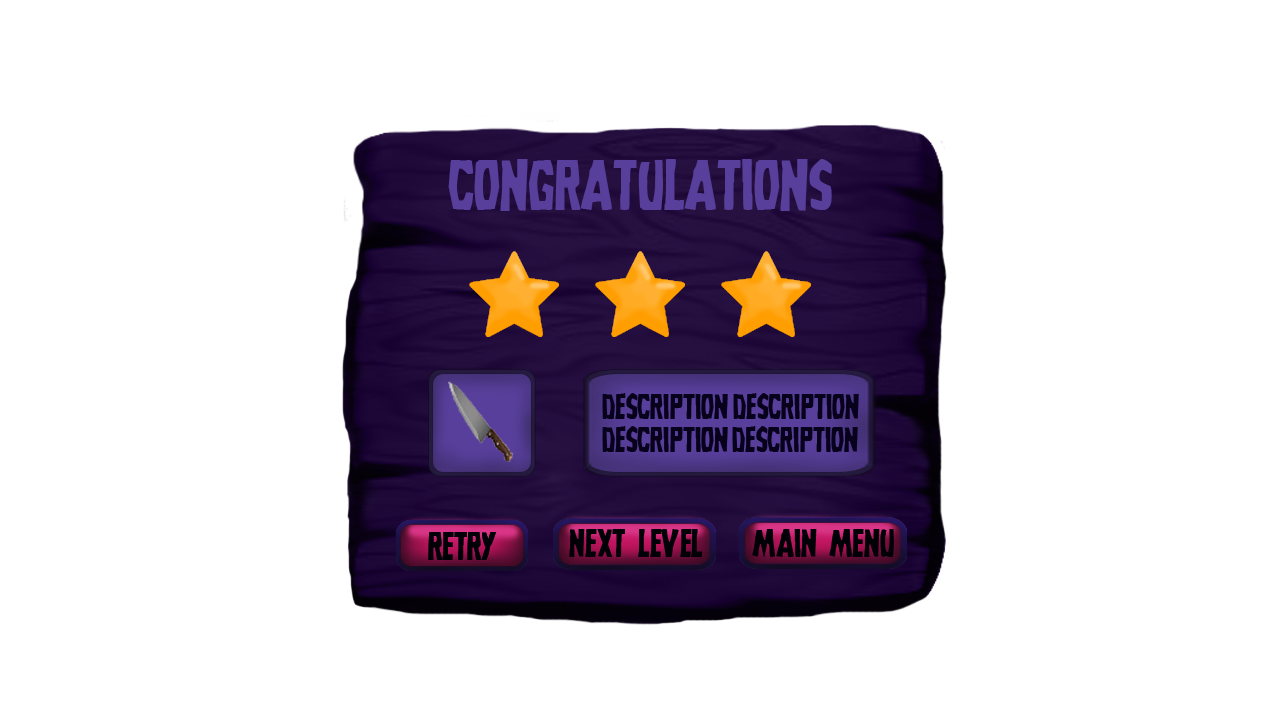 CONGRATULATIONS
DESCRIPTION DESCRIPTION
DESCRIPTION DESCRIPTION
RETRY
NEXT LEVEL
MAIN MENU